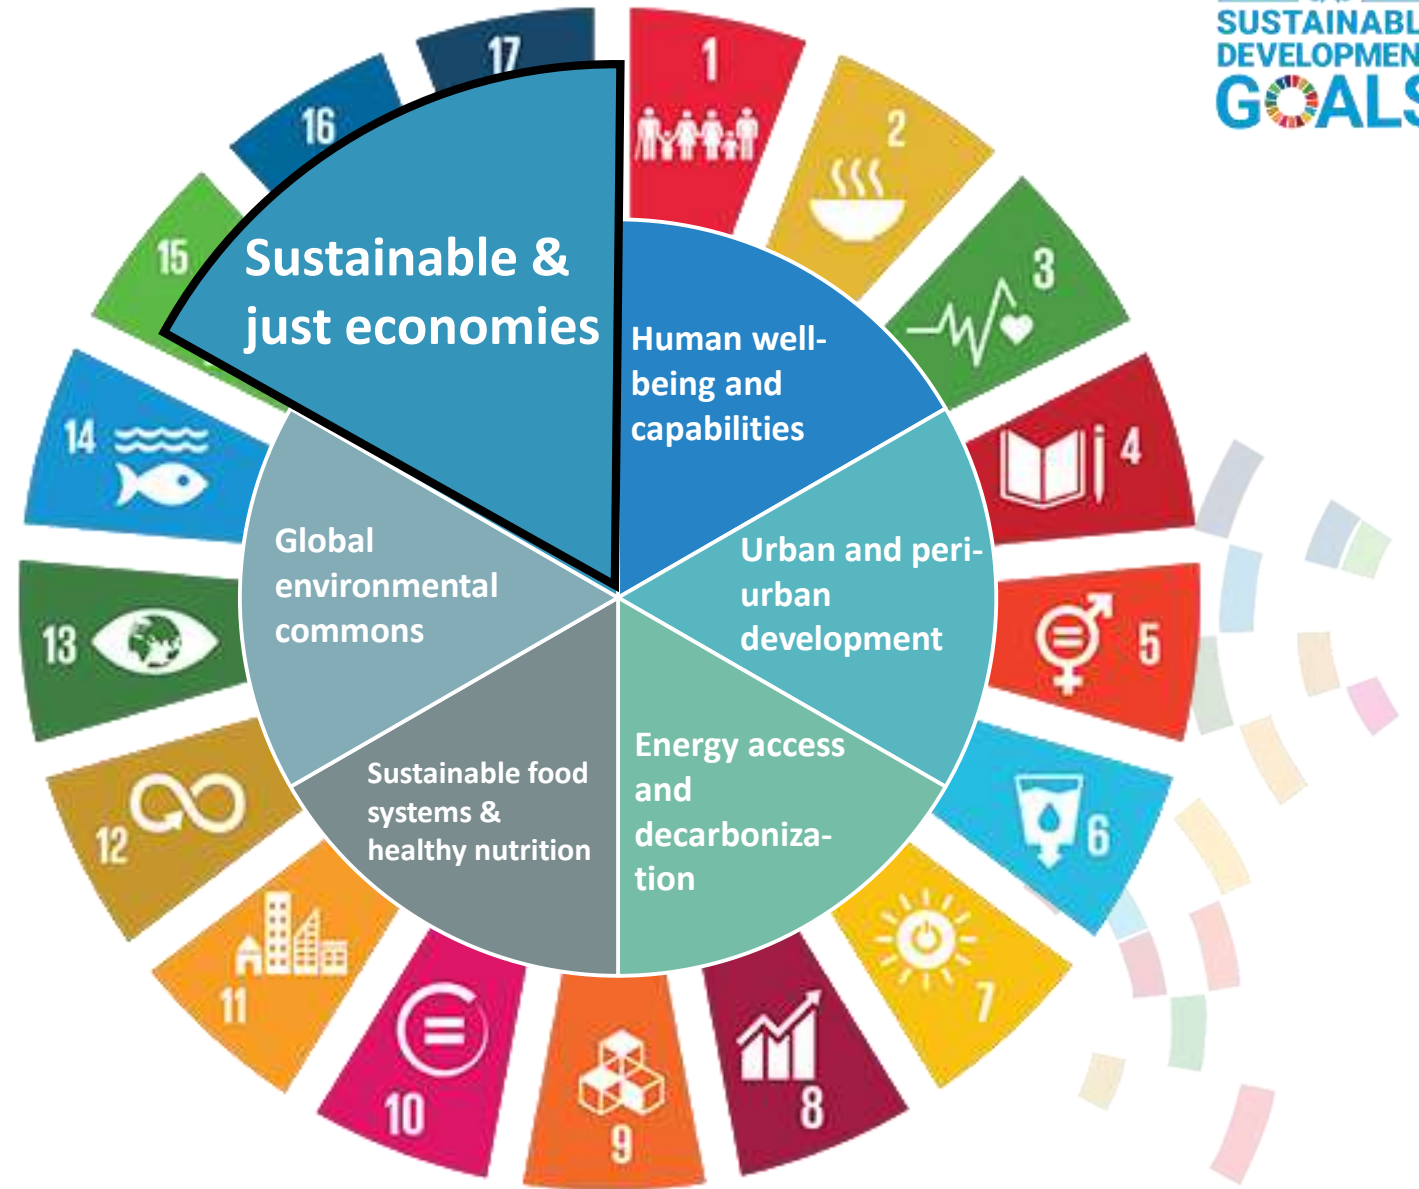 SUSTAINABL
DEVELOPMEN
GOALS
17
1
16
2
15
3
Sustainable &
just economies
Human well-
being and
capabilities
14
4
Global
environmental
commons
Urban and peri-
urban
development
13
5
Sustainable food
systems &
healthy nutrition
Energy access
and
decarboniza-
tion
12
6
11
7
10
8
9